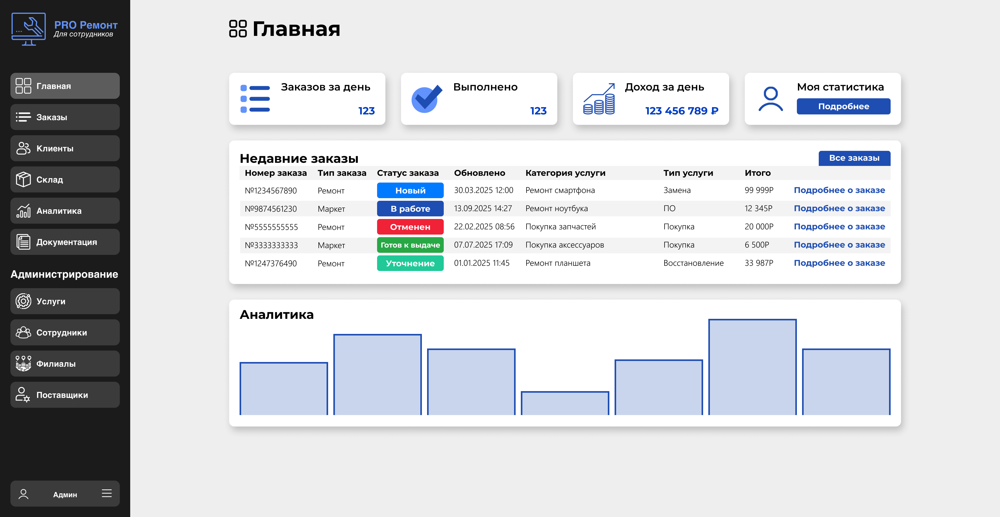 PRO Ремонт
Для сотрудников
Главная
Заказы
Клиенты
Склад
Аналитика
Документация
Администрирование
Услуги
Сотрудники
Филиалы
Поставщики
Админ
Главная
Заказов за день
123
Выполнено
123
Доход за день
123 456 789 ₽
Моя статистика
Подробнее
Недавние заказы
Все заказы
Номер заказа Тип заказа Статус заказа Обновлено Категория услуги Тип услуги Итого
№1234567890 Ремонт Новый 30.03.2025 12:00 Ремонт смартфона Замена 99 999Р Подробнее о заказе
№9874561230 Маркет В работе 13.09.2025 14:27 Ремонт ноутбука ПО 12 345Р Подробнее о заказе
№5555555555 Ремонт Отменен 22.02.2025 08:56 Покупка запчастей Покупка 20 000Р Подробнее о заказе
№3333333333 Маркет Готов к выдаче 07.07.2025 17:09 Покупка аксессуаров Покупка 6 500Р Подробнее о заказе
№1247376490 Ремонт Уточнение 01.01.2025 11:45 Ремонт планшета Восстановление 33 987Р Подробнее о заказе
Аналитика